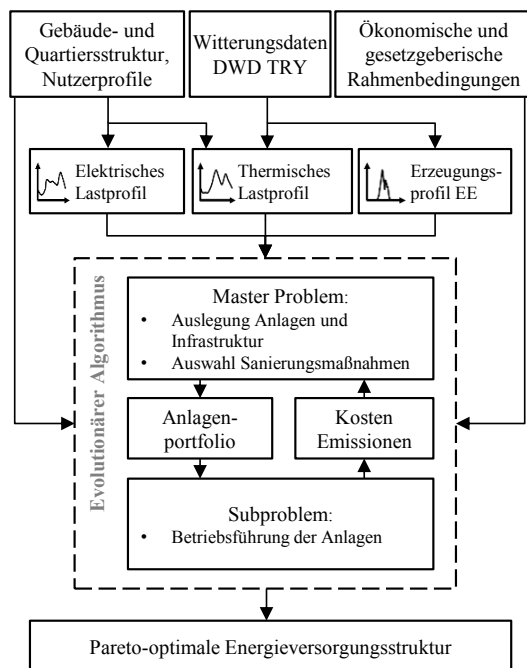 Gebäude- und
Quartiersstruktur,
Nutzerprofile
Witterungsdaten
DWD TRY
Ökonomische und
gesetzgeberische
Rahmenbedingungen
Elektrisches
Lastprofil
Thermisches
Lastprofil
Erzeugungs-
profil EE
Evolutionärer Algorithmus
Master Problem:
• Auslegung Anlagen und
Infrastruktur
• Auswahl Sanierungsmaßnahmen
Anlagen-
portfolio
Kosten
Emissionen
Subproblem:
• Betriebsführung der Anlagen
Pareto-optimale Energieversorgungsstruktur